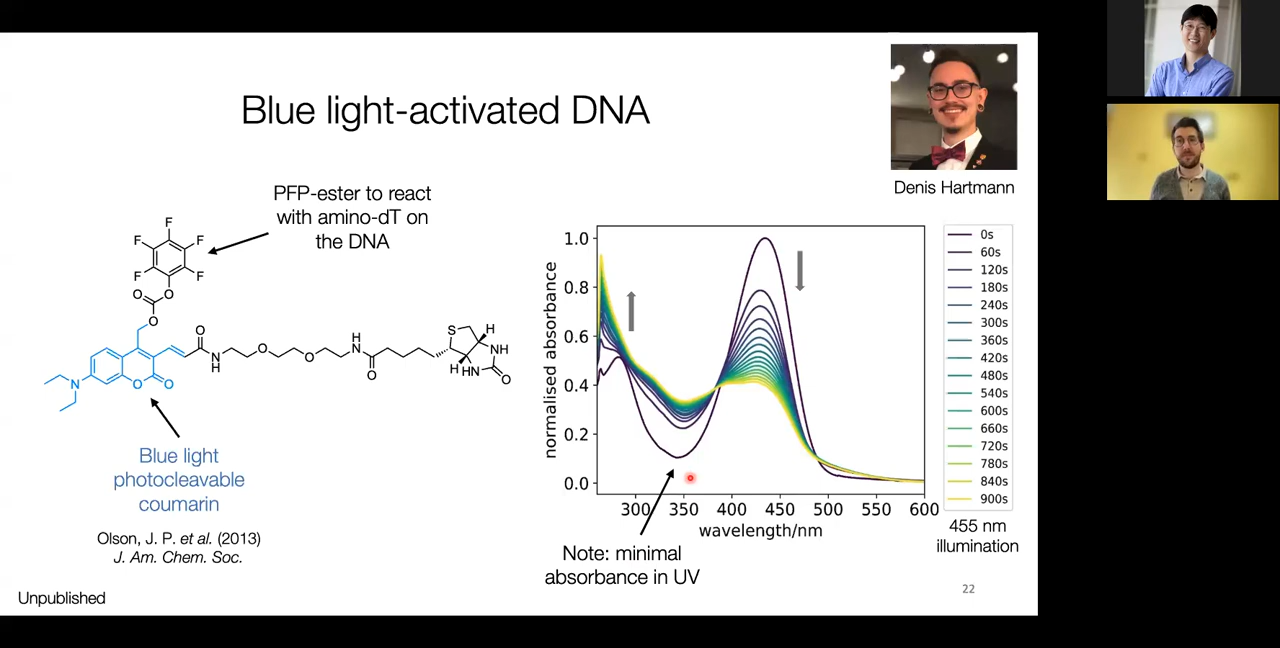 Blue light-activated DNA
Denis Hartmann
PFP-ester to react
with amino-dT on
the DNA
F
F
F
F
F
O
O
O
O
N
H
O
O
H
N
O
S
H
H
NH
HN
O
N
O
O
Blue light
photocleavable
coumarin
Olson, J. P. et al. (2013)
J. Am. Chem. Soc.
normalised absorbance
1.0
0.8
0.6
0.4
0.2
0.0
300
350
400
450
500
550
600
wavelength/nm
0s
60s
120s
180s
240s
300s
360s
420s
480s
540s
600s
660s
720s
780s
840s
900s
455 nm
illumination
Note: minimal
absorbance in UV
Unpublished
22